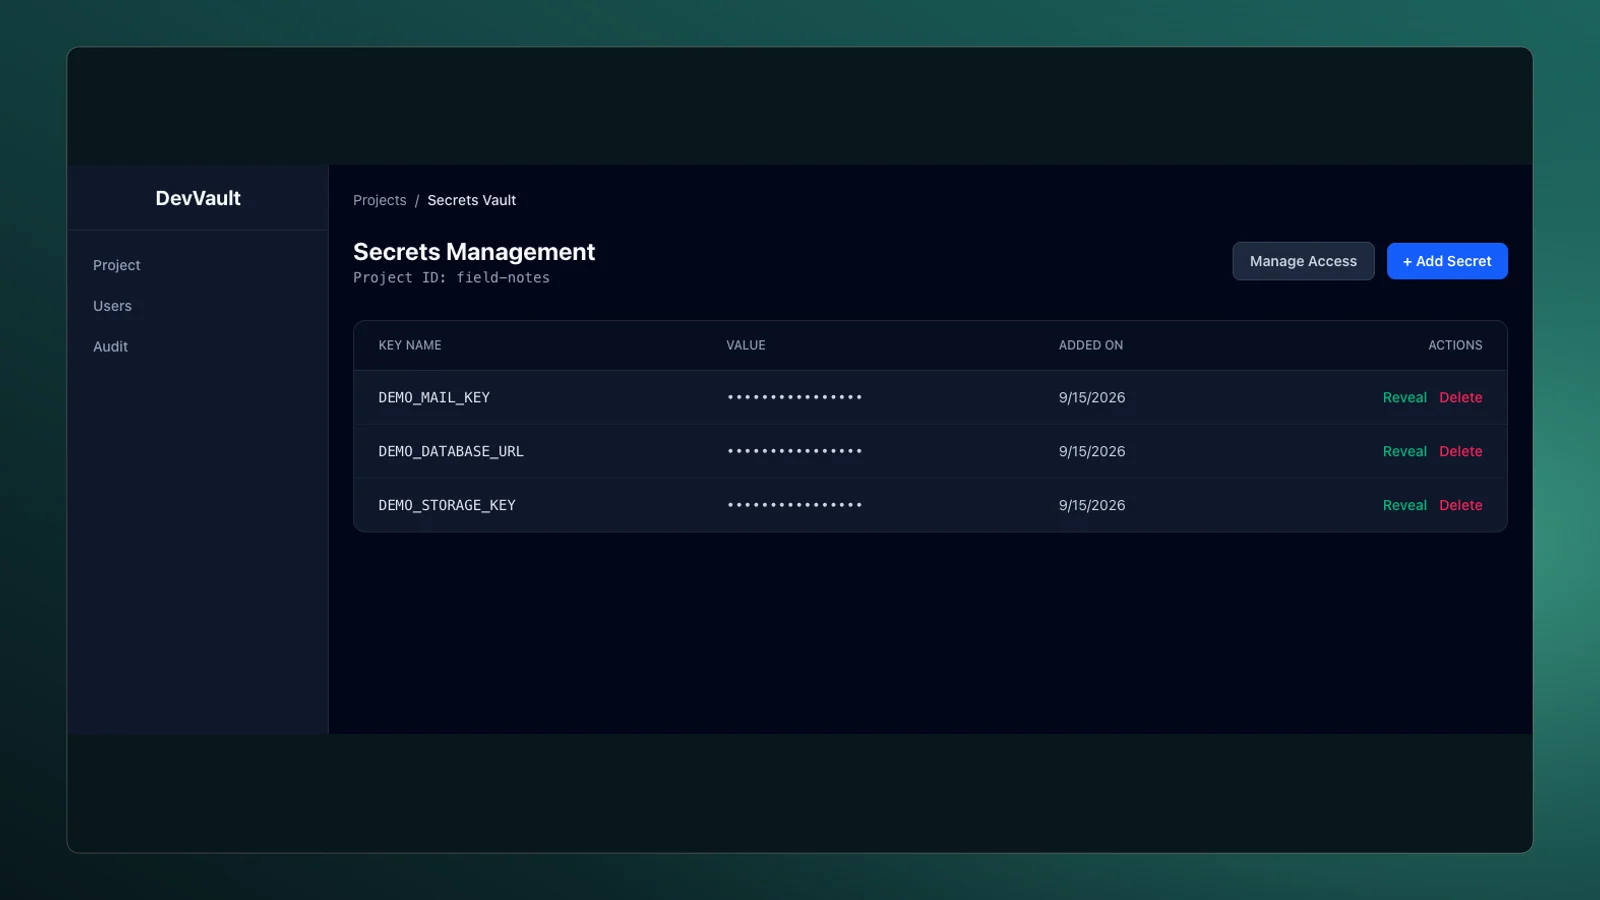 DevVault
Project
Users
Audit
Projects / Secrets Vault
Secrets Management
Project ID: field-notes
Manage Access
+ Add Secret
KEY NAME VALUE ADDED ON ACTIONS
DEMO_MAIL_KEY •••••••••••••••• 9/15/2026 Reveal Delete
DEMO_DATABASE_URL •••••••••••••••• 9/15/2026 Reveal Delete
DEMO_STORAGE_KEY •••••••••••••••• 9/15/2026 Reveal Delete